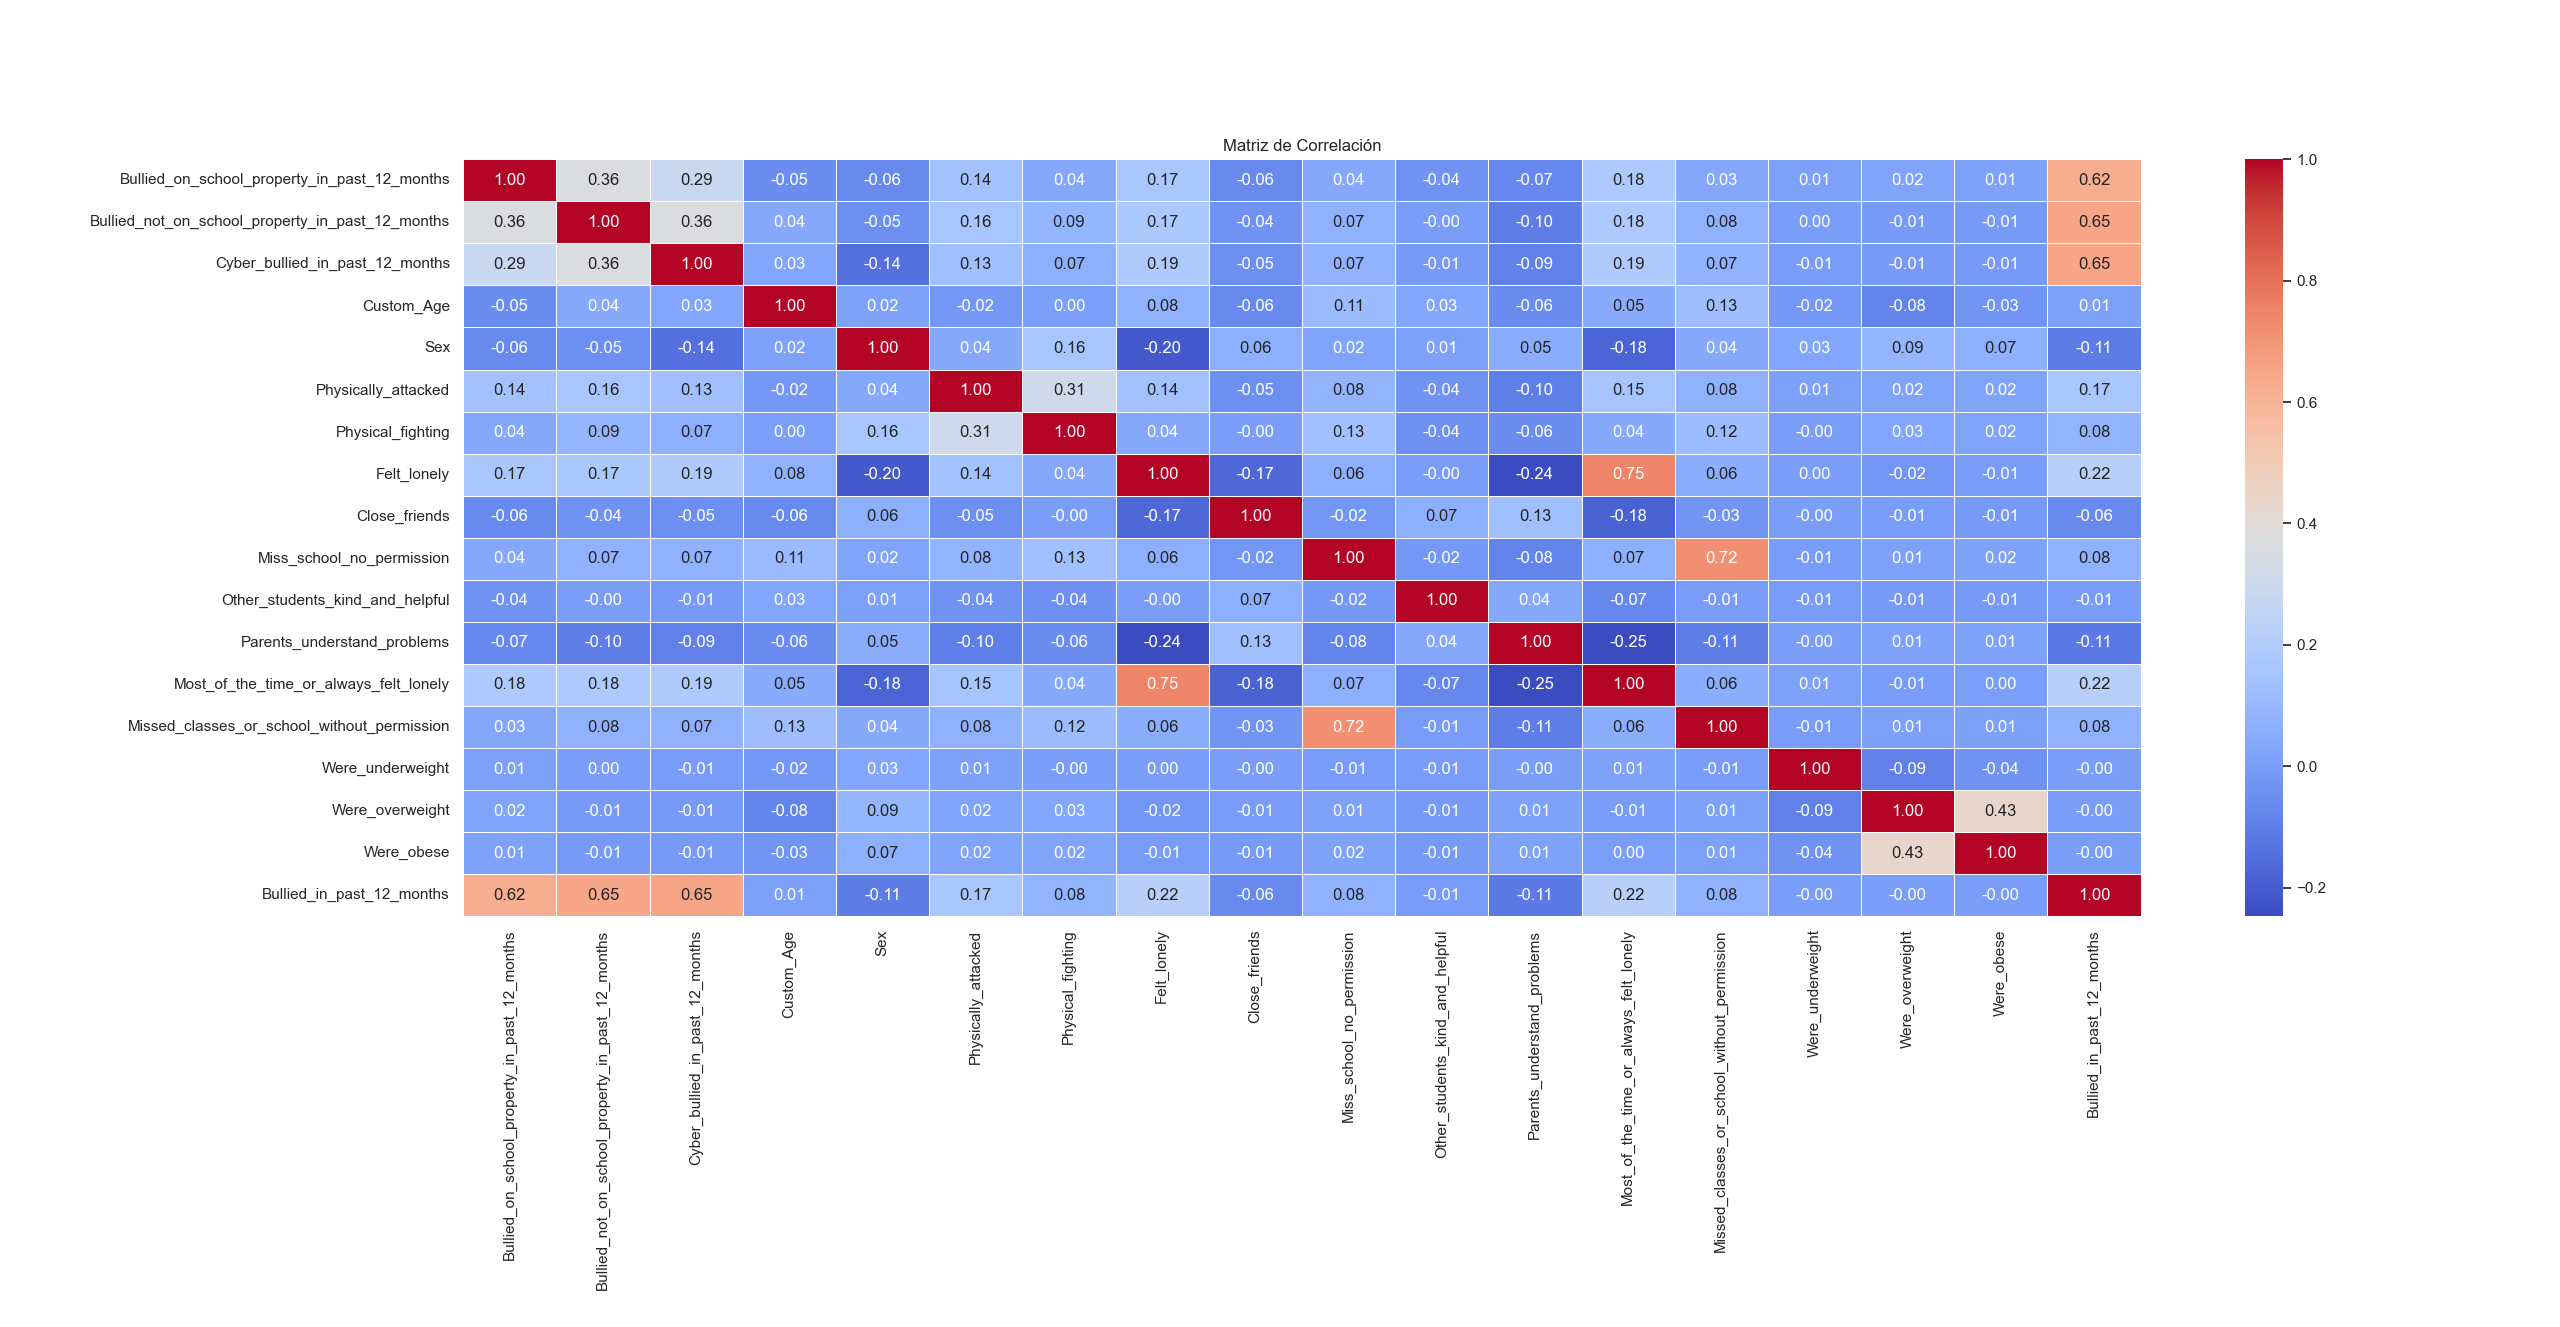 Matriz de Correlación
Bullied_on_school_property_in_past_12_months 1.00 0.36 0.29 -0.05 -0.06 0.14 0.04 0.17 -0.06 0.04 -0.04 -0.07 0.18 0.03 0.01 0.02 0.01 0.62
Bullied_not_on_school_property_in_past_12_months 0.36 1.00 0.36 0.04 -0.05 0.16 0.09 0.17 -0.04 0.07 -0.00 -0.10 0.18 0.08 0.00 -0.01 -0.01 0.65
Cyber_bullied_in_past_12_months 0.29 0.36 1.00 0.03 -0.14 0.13 0.07 0.19 -0.05 0.07 -0.01 -0.09 0.19 0.07 -0.01 -0.01 -0.01 0.65
Custom_Age -0.05 0.04 0.03 1.00 0.02 -0.02 0.00 0.08 -0.06 0.11 0.03 -0.06 0.05 0.13 -0.02 -0.08 -0.03 0.01
Sex -0.06 -0.05 -0.14 0.02 1.00 0.04 0.16 -0.20 0.06 0.02 0.01 0.05 -0.18 0.04 0.03 0.09 0.07 -0.11
Physically_attacked 0.14 0.16 0.13 -0.02 0.04 1.00 0.31 0.14 -0.05 0.08 -0.04 -0.10 0.15 0.08 0.01 0.02 0.02 0.17
Physical_fighting 0.04 0.09 0.07 0.00 0.16 0.31 1.00 0.04 -0.00 0.13 -0.04 -0.06 0.04 0.12 -0.00 0.03 0.02 0.08
Felt_lonely 0.17 0.17 0.19 0.08 -0.20 0.14 0.04 1.00 -0.17 0.06 -0.00 -0.24 0.75 0.06 0.00 -0.02 -0.01 0.22
Close_friends -0.06 -0.04 -0.05 -0.06 0.06 -0.05 -0.00 -0.17 1.00 -0.02 0.07 0.13 -0.18 -0.03 -0.00 -0.01 -0.01 -0.06
Miss_school_no_permission 0.04 0.07 0.07 0.11 0.02 0.08 0.13 0.06 -0.02 1.00 -0.02 -0.08 0.07 0.72 -0.01 0.01 0.02 0.08
Other_students_kind_and_helpful -0.04 -0.00 -0.01 0.03 0.01 -0.04 -0.04 -0.00 0.07 -0.02 1.00 0.04 -0.07 -0.01 -0.01 -0.01 -0.01 -0.01
Parents_understand_problems -0.07 -0.10 -0.09 -0.06 0.05 -0.10 -0.06 -0.24 0.13 -0.08 0.04 1.00 -0.25 -0.11 -0.00 0.01 0.01 -0.11
Most_of_the_time_or_always_felt_lonely 0.18 0.18 0.19 0.05 -0.18 0.15 0.04 0.75 -0.18 0.07 -0.07 -0.25 1.00 0.06 0.01 -0.01 0.00 0.22
Missed_classes_or_school_without_permission 0.03 0.08 0.07 0.13 0.04 0.08 0.12 0.06 -0.03 0.72 -0.01 -0.11 0.06 1.00 -0.01 0.01 0.01 0.08
Were_underweight 0.01 0.00 -0.01 -0.02 0.03 0.01 -0.00 0.00 -0.00 -0.01 -0.01 -0.00 0.01 -0.01 1.00 -0.09 -0.04 -0.00
Were_overweight 0.02 -0.01 -0.01 -0.08 0.09 0.02 0.03 -0.02 -0.01 0.01 -0.01 0.01 -0.01 0.01 -0.09 1.00 0.43 -0.00
Were_obese 0.01 -0.01 -0.01 -0.03 0.07 0.02 0.02 -0.01 -0.01 0.02 -0.01 0.01 0.00 0.01 -0.04 0.43 1.00 -0.00
Bullied_in_past_12_months 0.62 0.65 0.65 0.01 -0.11 0.17 0.08 0.22 -0.06 0.08 -0.01 -0.11 0.22 0.08 -0.00 -0.00 -0.00 1.00
Bullied_on_school_property_in_past_12_months
Bullied_not_on_school_property_in_past_12_months
Cyber_bullied_in_past_12_months
Custom_Age
Sex
Physically_attacked
Physical_fighting
Felt_lonely
Close_friends
Miss_school_no_permission
Other_students_kind_and_helpful
Parents_understand_problems
Most_of_the_time_or_always_felt_lonely
Missed_classes_or_school_without_permission
Were_underweight
Were_overweight
Were_obese
Bullied_in_past_12_months
1.0
0.8
0.6
0.4
0.2
0.0
−0.2